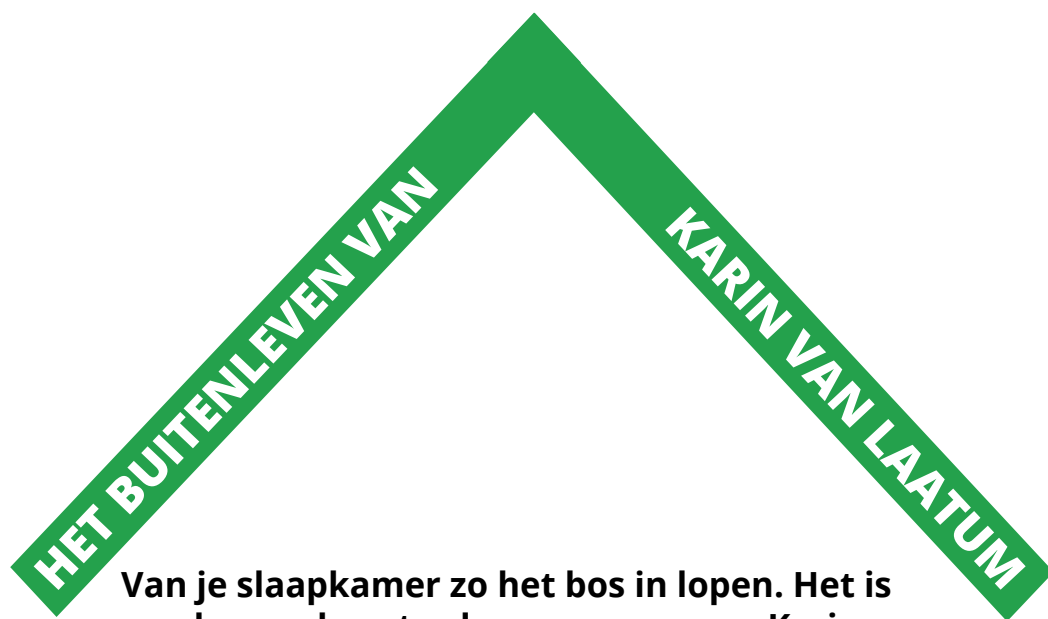 HET BUITENLEVEN VAN
KARIN VAN LAATUM
Van je slaapkamer zo het bos in lopen. Het is